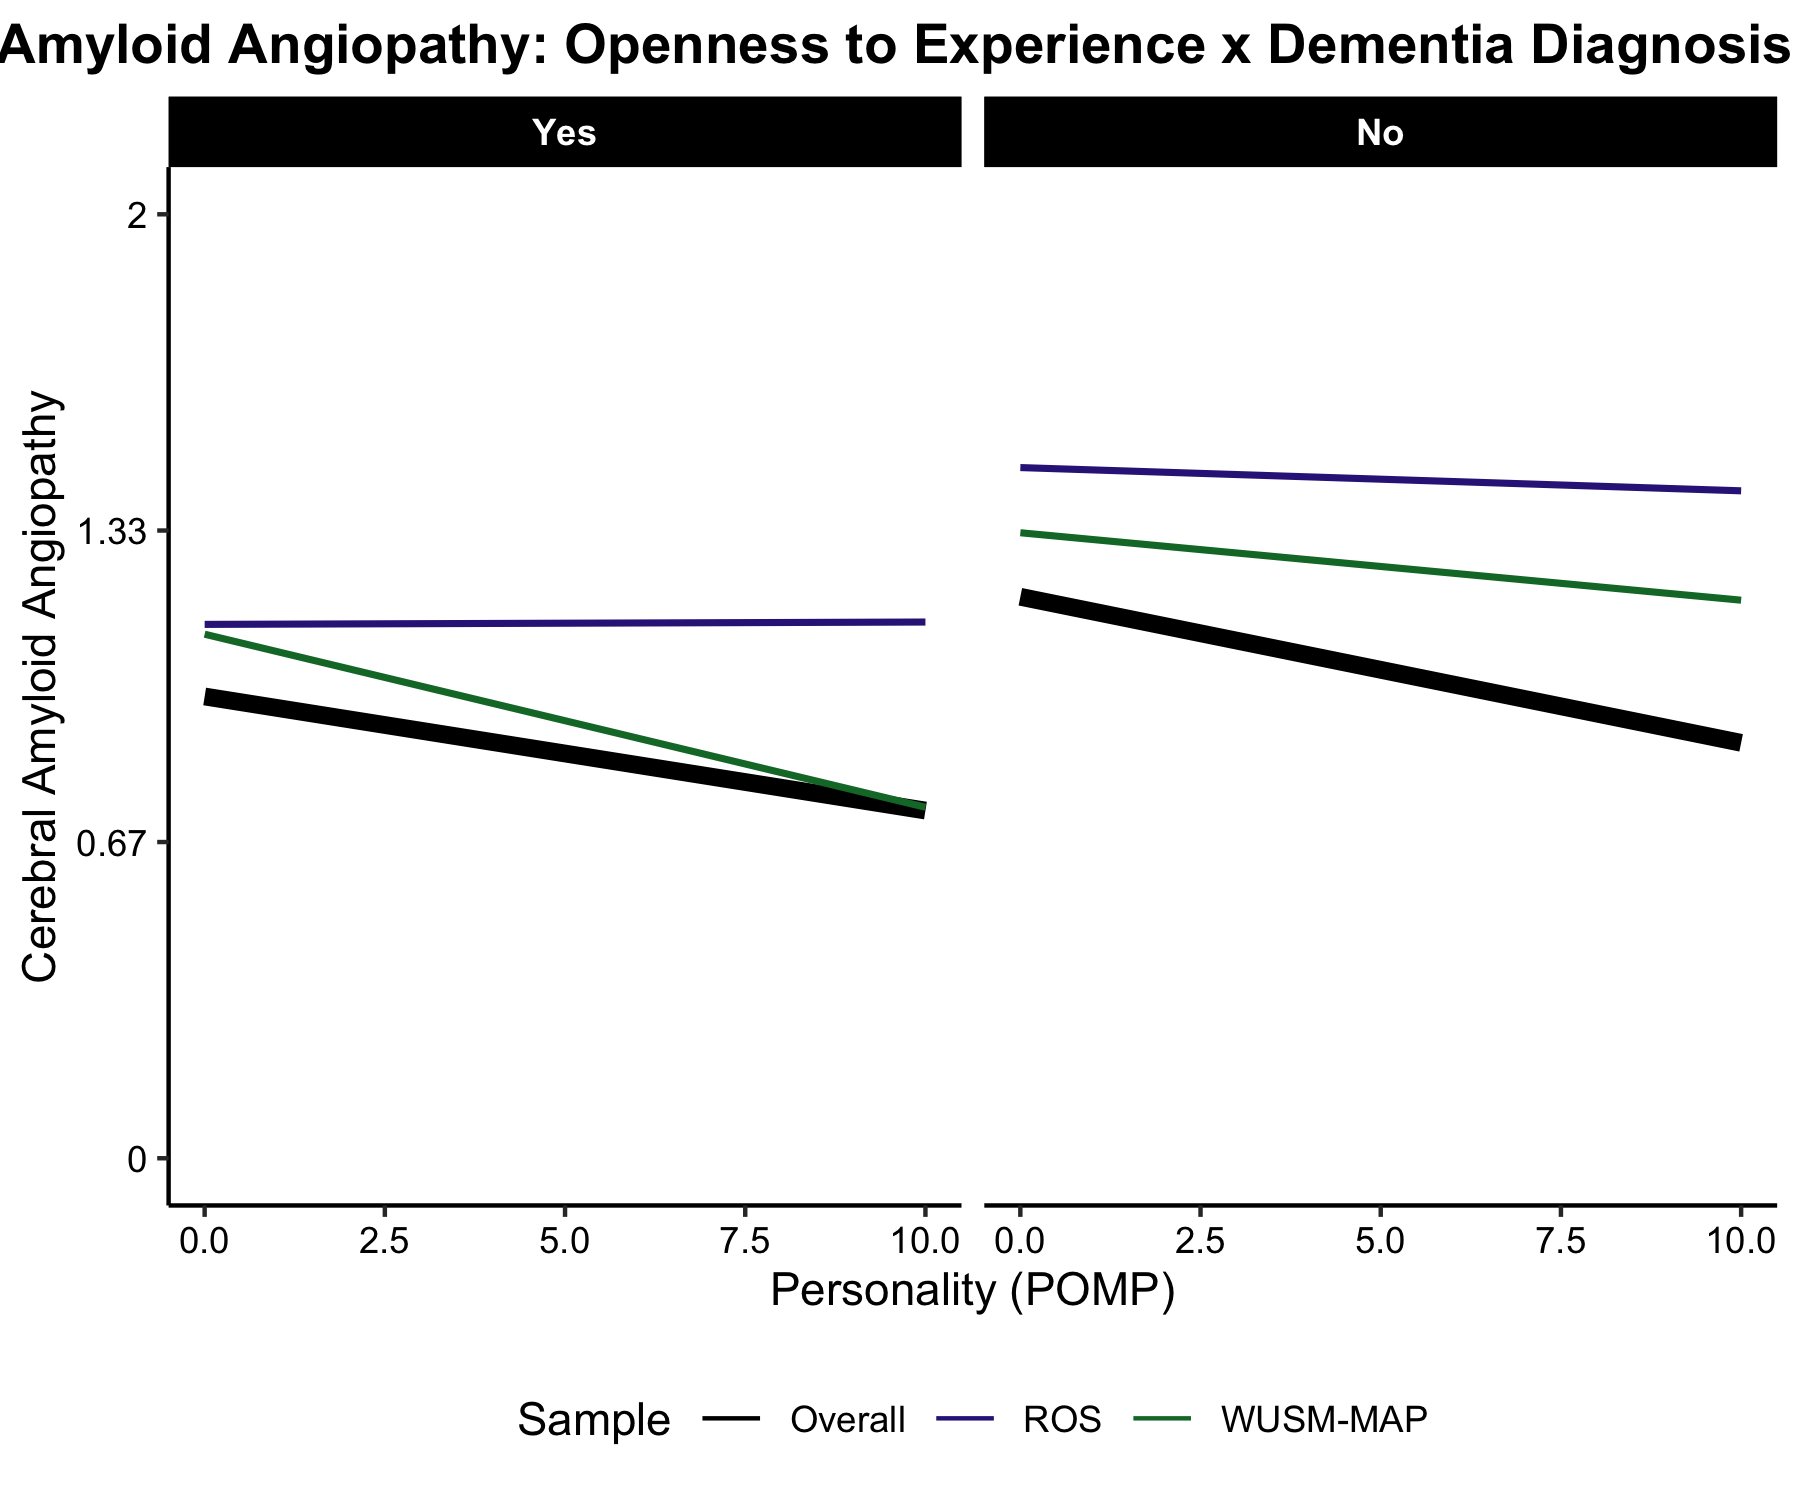 Amyloid Angiopathy: Openness to Experience x Dementia Diagnosis
Yes
No
Cerebral Amyloid Angiopathy
2
1.33
0.67
0
0.0 2.5 5.0 7.5 10.0 0.0 2.5 5.0 7.5 10.0
Personality (POMP)
Sample Overall ROS WUSM-MAP